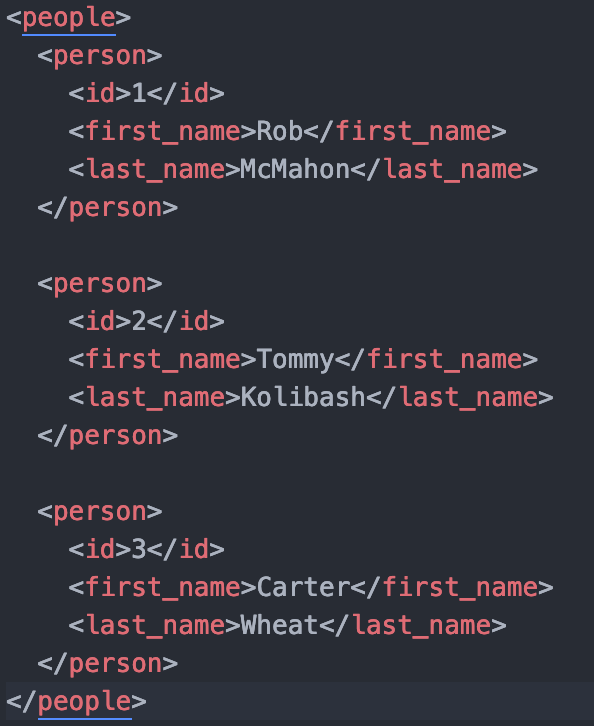 <people>
  <person>
    <id>1</id>
    <first_name>Rob</first_name>
    <last_name>McMahon</last_name>
  </person>

  <person>
    <id>2</id>
    <first_name>Tommy</first_name>
    <last_name>Kolibash</last_name>
  </person>

  <person>
    <id>3</id>
    <first_name>Carter</first_name>
    <last_name>Wheat</last_name>
  </person>
</people>